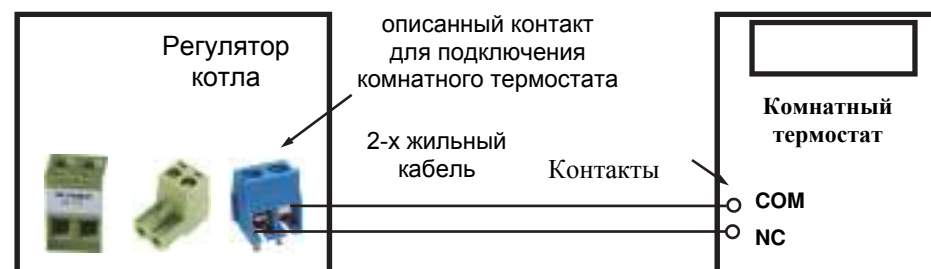 Регулятор
котла
описанный контакт
для подключения
комнатного термостата
2-х жильный
кабель
Контакты
Комнатный
термостат
COM
NC